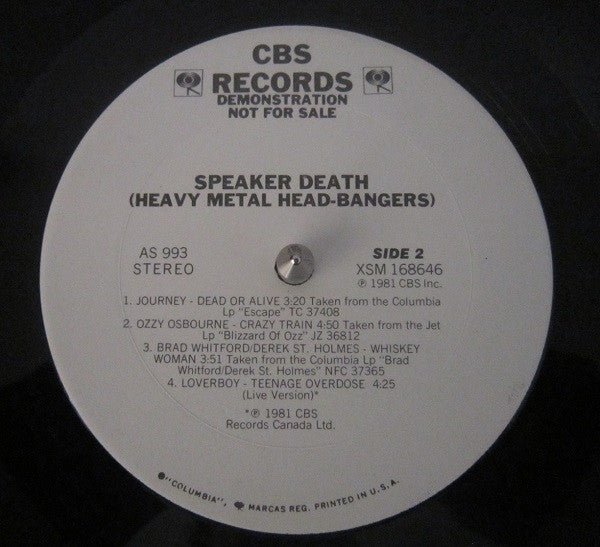 CBS
RECORDS
DEMONSTRATION
NOT FOR SALE
SPEAKER DEATH
(HEAVY METAL HEAD-BANGERS)
AS 993
STEREO
SIDE 2
XSM 168646
℗ 1981 CBS Inc.
1. JOURNEY - DEAD OR ALIVE 3:20 Taken from the Columbia
Lp "Escape" TC 37408
2. OZZY OSBOURNE - CRAZY TRAIN 4:50 Taken from the Jet
Lp "Blizzard Of Ozz" JZ 36812
3. BRAD WHITFORD/DEREK ST. HOLMES - WHISKEY
WOMAN 3:51 Taken from the Columbia Lp "Brad
Whitford/Derek St. Holmes" NFC 37365
4. LOVERBOY - TEENAGE OVERDOSE 4:25
(Live Version)*
*℗ 1981 CBS
Records Canada Ltd.
"COLUMBIA", MARCAS REG. PRINTED IN U.S.A.